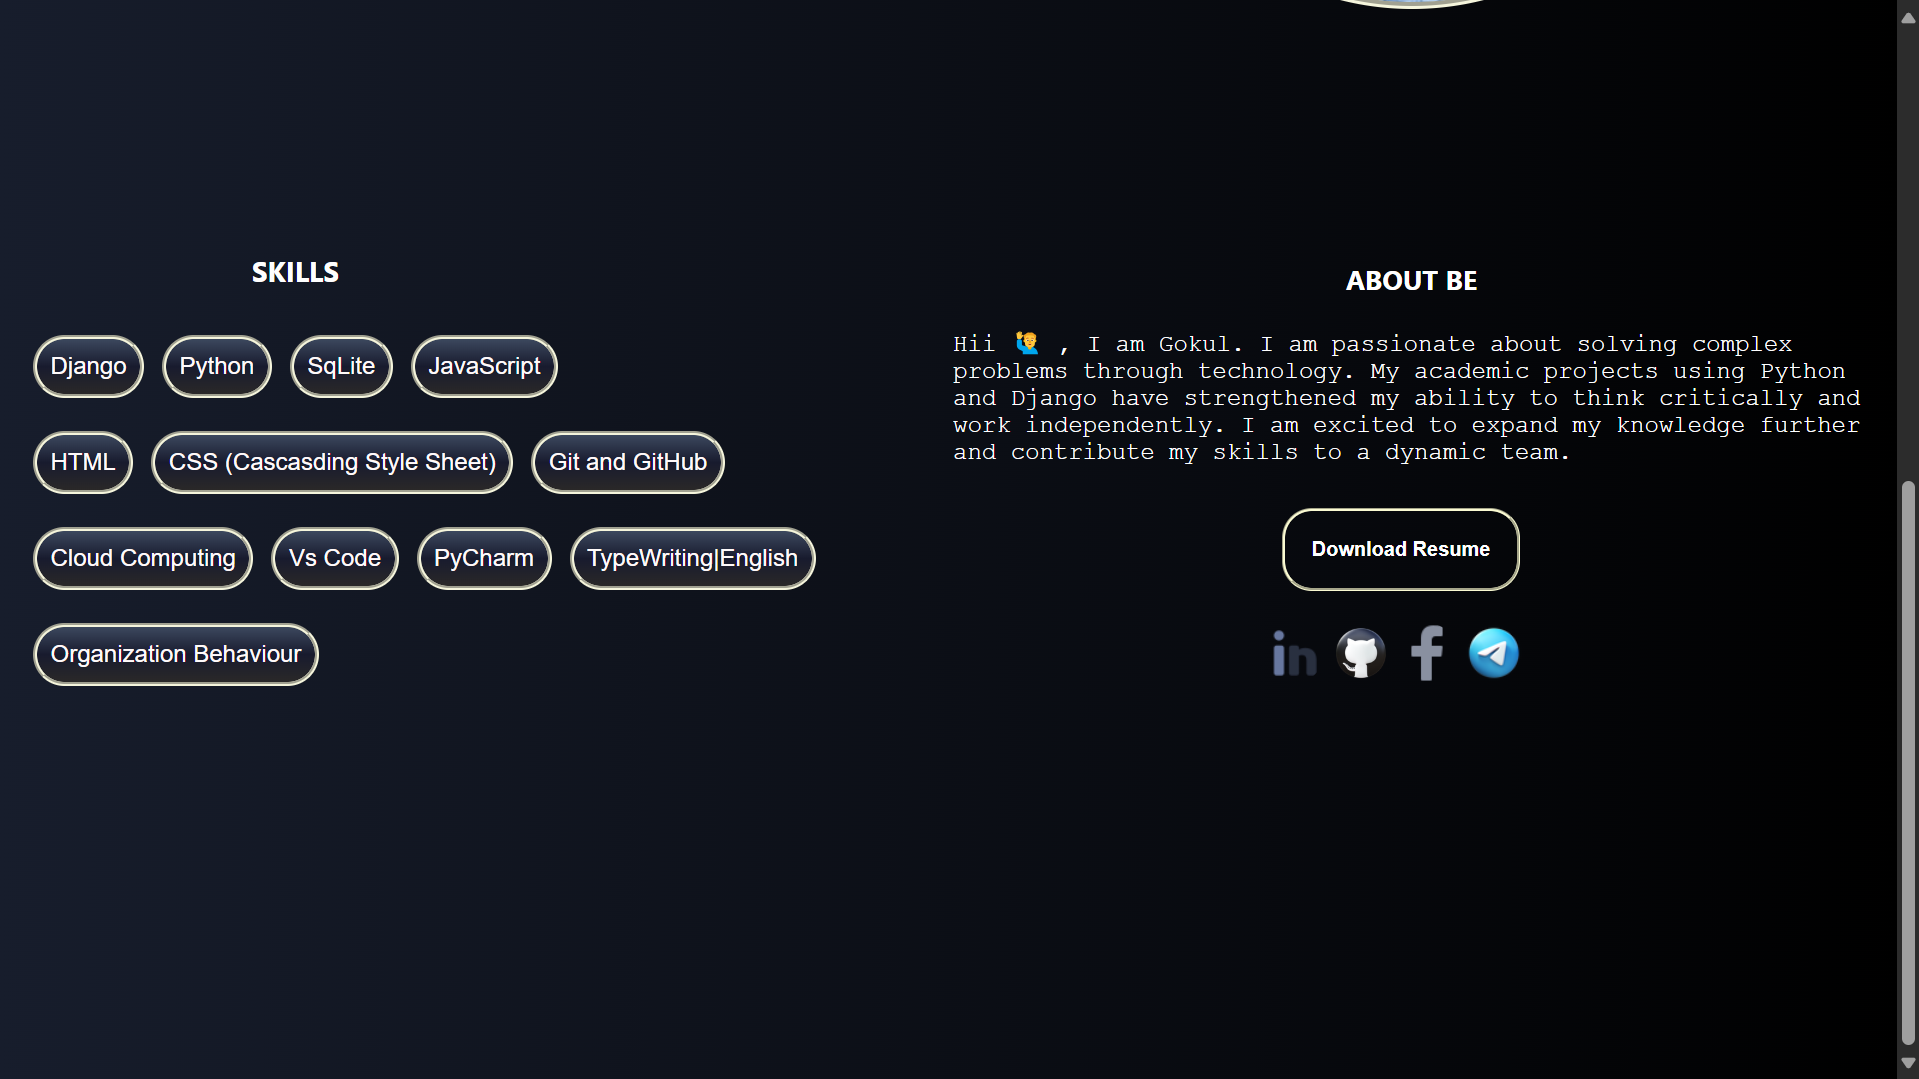 SKILLS
Django Python SqLite JavaScript
HTML CSS (Cascasding Style Sheet) Git and GitHub
Cloud Computing Vs Code PyCharm TypeWriting|English
Organization Behaviour
ABOUT BE
Hii 🙋‍♂️ , I am Gokul. I am passionate about solving complex
problems through technology. My academic projects using Python
and Django have strengthened my ability to think critically and
work independently. I am excited to expand my knowledge further
and contribute my skills to a dynamic team.
Download Resume
in